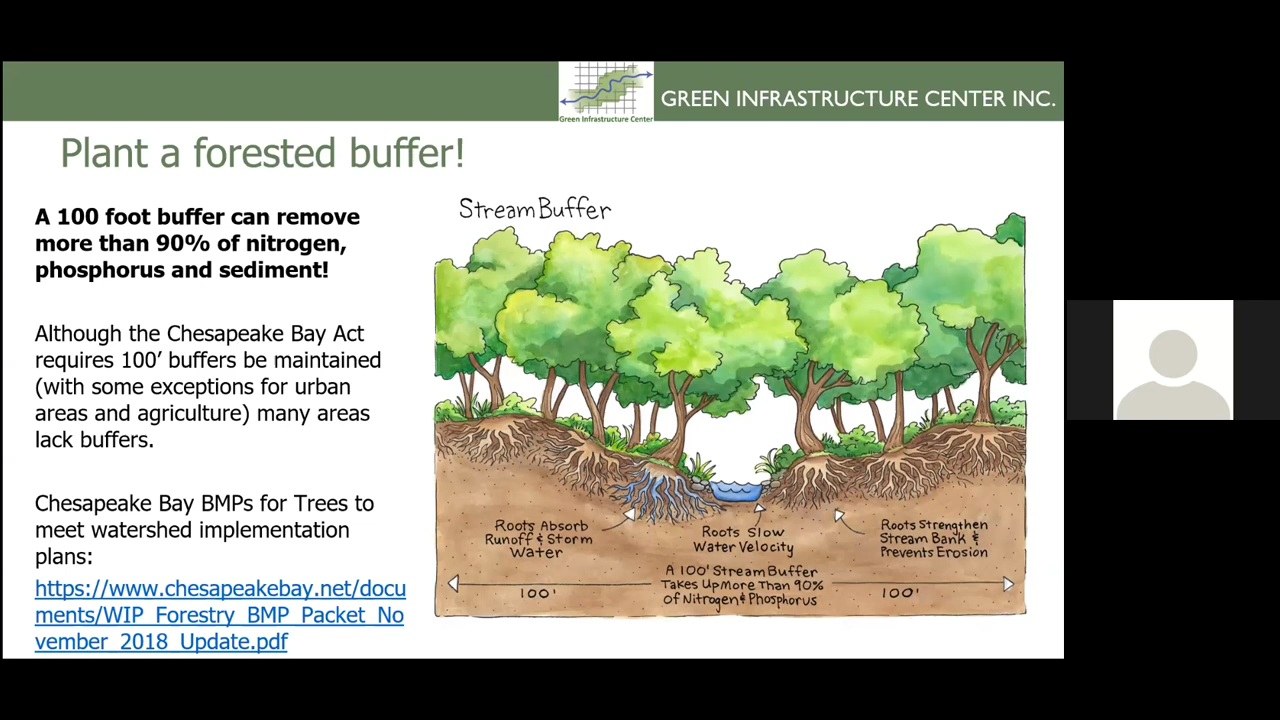 Green Infrastructure Center
GREEN INFRASTRUCTURE CENTER INC.
Plant a forested buffer!
A 100 foot buffer can remove
more than 90% of nitrogen,
phosphorus and sediment!
Although the Chesapeake Bay Act
requires 100’ buffers be maintained
(with some exceptions for urban
areas and agriculture) many areas
lack buffers.
Chesapeake Bay BMPs for Trees to
meet watershed implementation
plans:
https://www.chesapeakebay.net/docu
ments/WIP_Forestry_BMP_Packet_No
vember_2018_Update.pdf
Stream Buffer
Roots Absorb
Runoff & Storm
Water
Roots Slow
Water Velocity
Roots Strengthen
Stream Bank &
Prevents Erosion
A 100' Stream Buffer
Takes Up More Than 90%
Of Nitrogen & Phosphorus
100'
100'